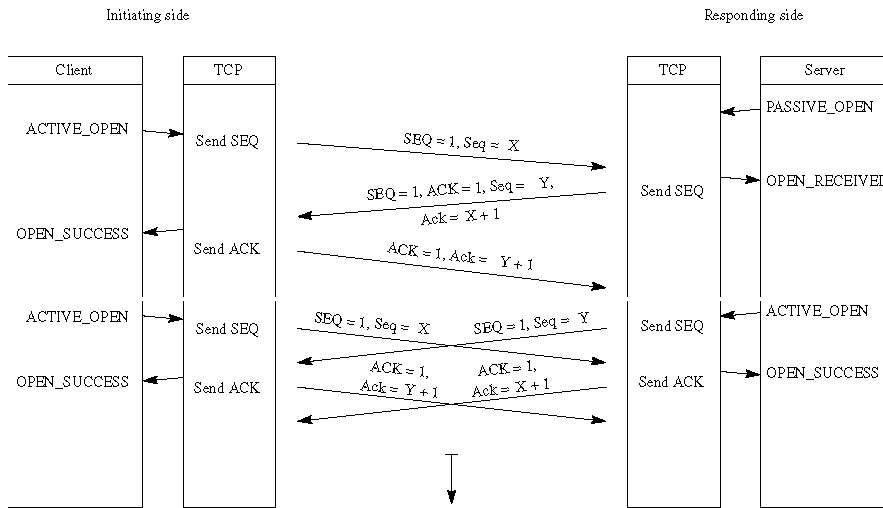 Initiating side
Responding side
Client
TCP
TCP
Server
PASSIVE_OPEN
ACTIVE_OPEN
Send SEQ
SEQ = 1, Seq = X
OPEN_RECEIVED
SEQ = 1, ACK = 1, Seq = Y,
Send SEQ
Ack = X + 1
OPEN_SUCCESS
Send ACK
ACK = 1, Ack = Y + 1
ACTIVE_OPEN
ACTIVE_OPEN
Send SEQ
SEQ = 1, Seq = X
SEQ = 1, Seq = Y
Send SEQ
ACK = 1,
ACK = 1,
OPEN_SUCCESS
OPEN_SUCCESS
Send ACK
Ack = Y + 1
Ack = X + 1
Send ACK